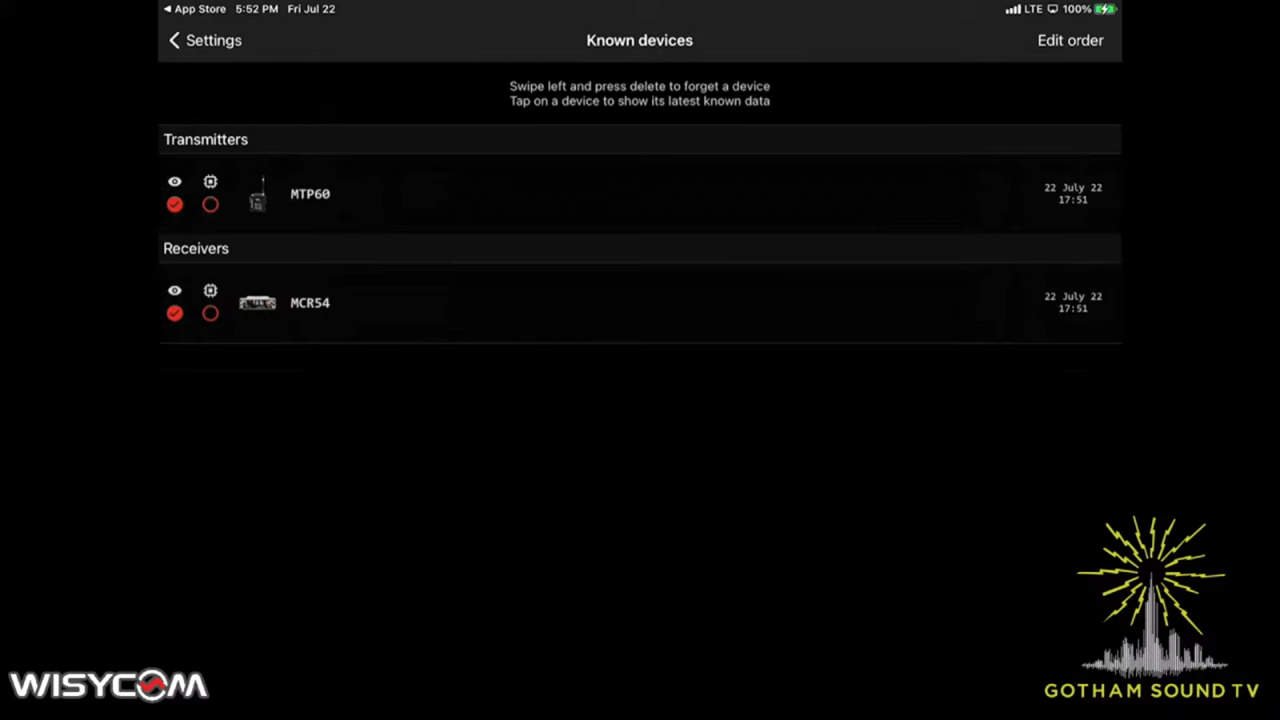 App Store 5:52 PM Fri Jul 22
LTE 100%
Settings
Known devices
Edit order
Swipe left and press delete to forget a device
Tap on a device to show its latest known data
Transmitters
MTP60
22 July 22
17:51
Receivers
MCR54
22 July 22
17:51
WISYCOM
GOTHAM SOUND TV